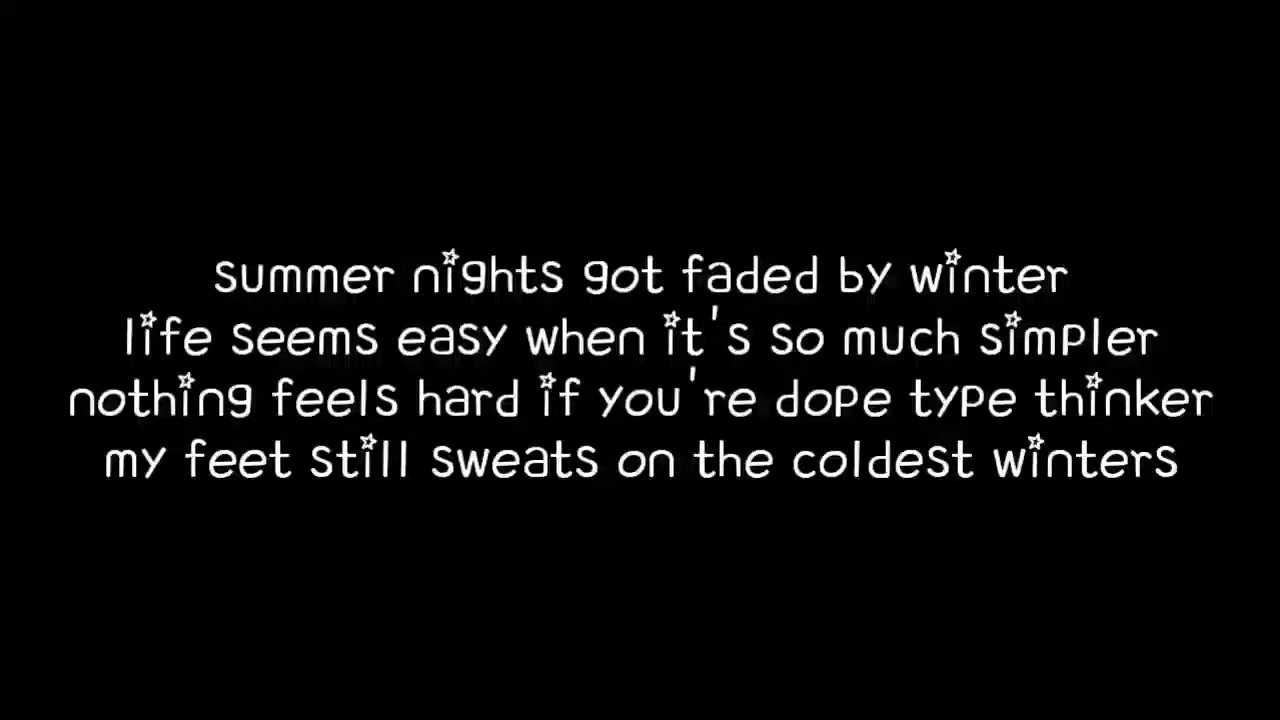 summer nights got faded by winter
life seems easy when it's so much simpler
nothing feels hard if you're dope type thinker
my feet still sweats on the coldest winters